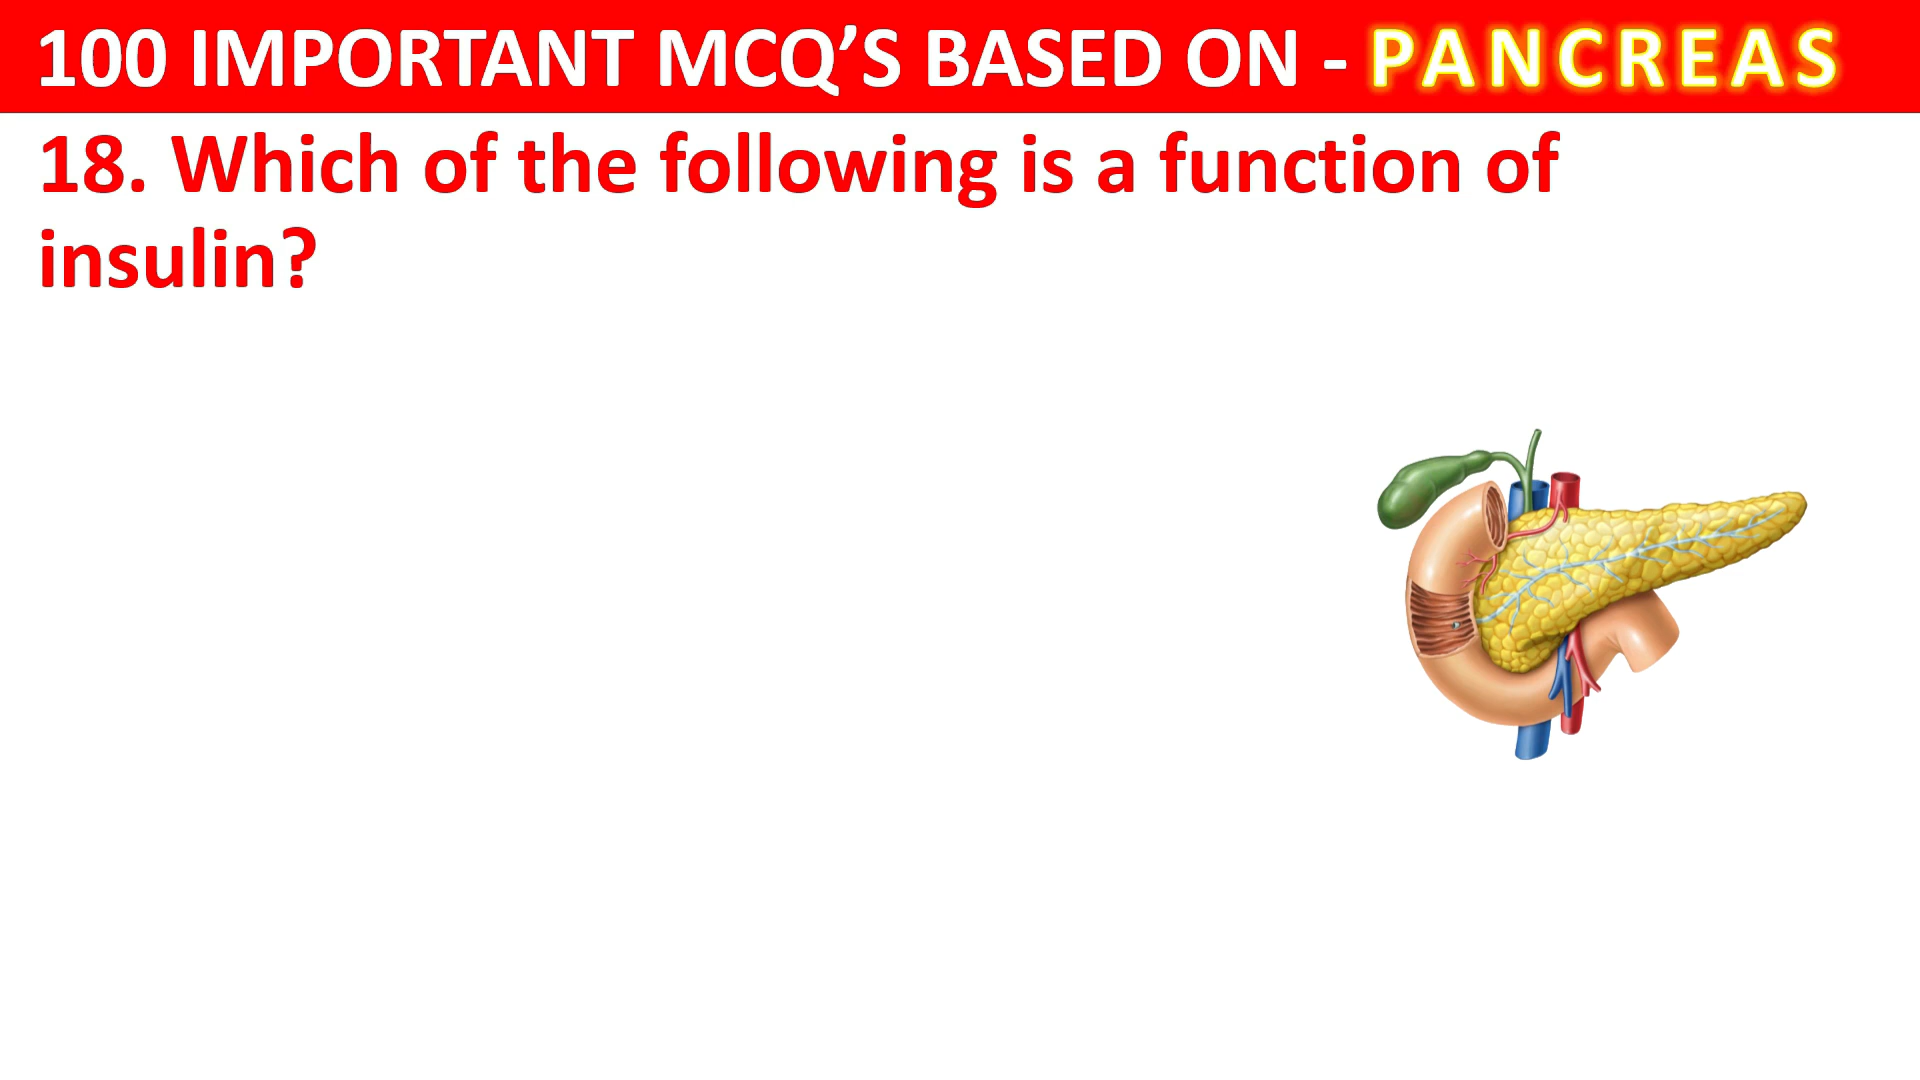 100 IMPORTANT MCQ’S BASED ON - PANCREAS
18. Which of the following is a function of
insulin?